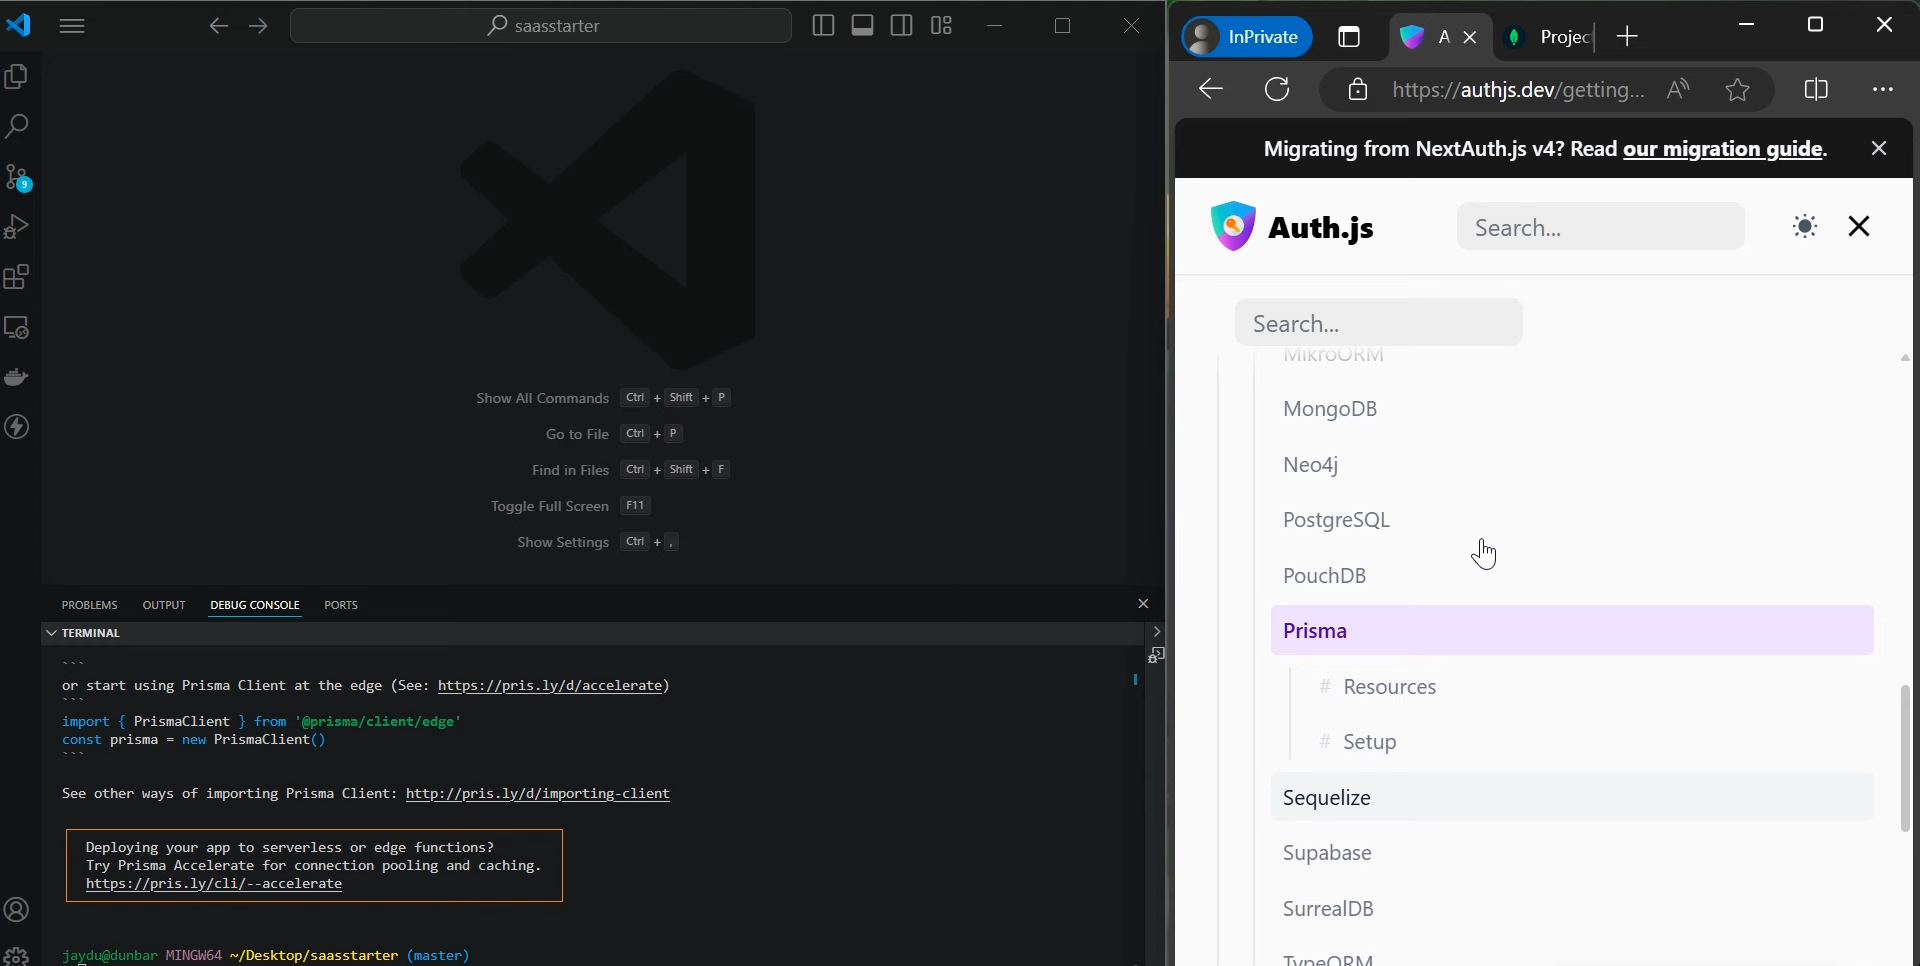 saasstarter
9
Show All Commands Ctrl + Shift + P
Go to File Ctrl + P
Find in Files Ctrl + Shift + F
Toggle Full Screen F11
Show Settings Ctrl + ,
PROBLEMS OUTPUT DEBUG CONSOLE PORTS
TERMINAL
```
or start using Prisma Client at the edge (See: https://pris.ly/d/accelerate)
```
import { PrismaClient } from '@prisma/client/edge'
const prisma = new PrismaClient()
```
See other ways of importing Prisma Client: http://pris.ly/d/importing-client
Deploying your app to serverless or edge functions?
Try Prisma Accelerate for connection pooling and caching.
https://pris.ly/cli/--accelerate
jaydu@dunbar MINGW64 ~/Desktop/saasstarter (master)
InPrivate A Projec
https://authjs.dev/getting...
Migrating from NextAuth.js v4? Read our migration guide.
Auth.js Search...
Search...
MikroORM
MongoDB
Neo4j
PostgreSQL
PouchDB
Prisma
# Resources
# Setup
Sequelize
Supabase
SurrealDB
TypeORM